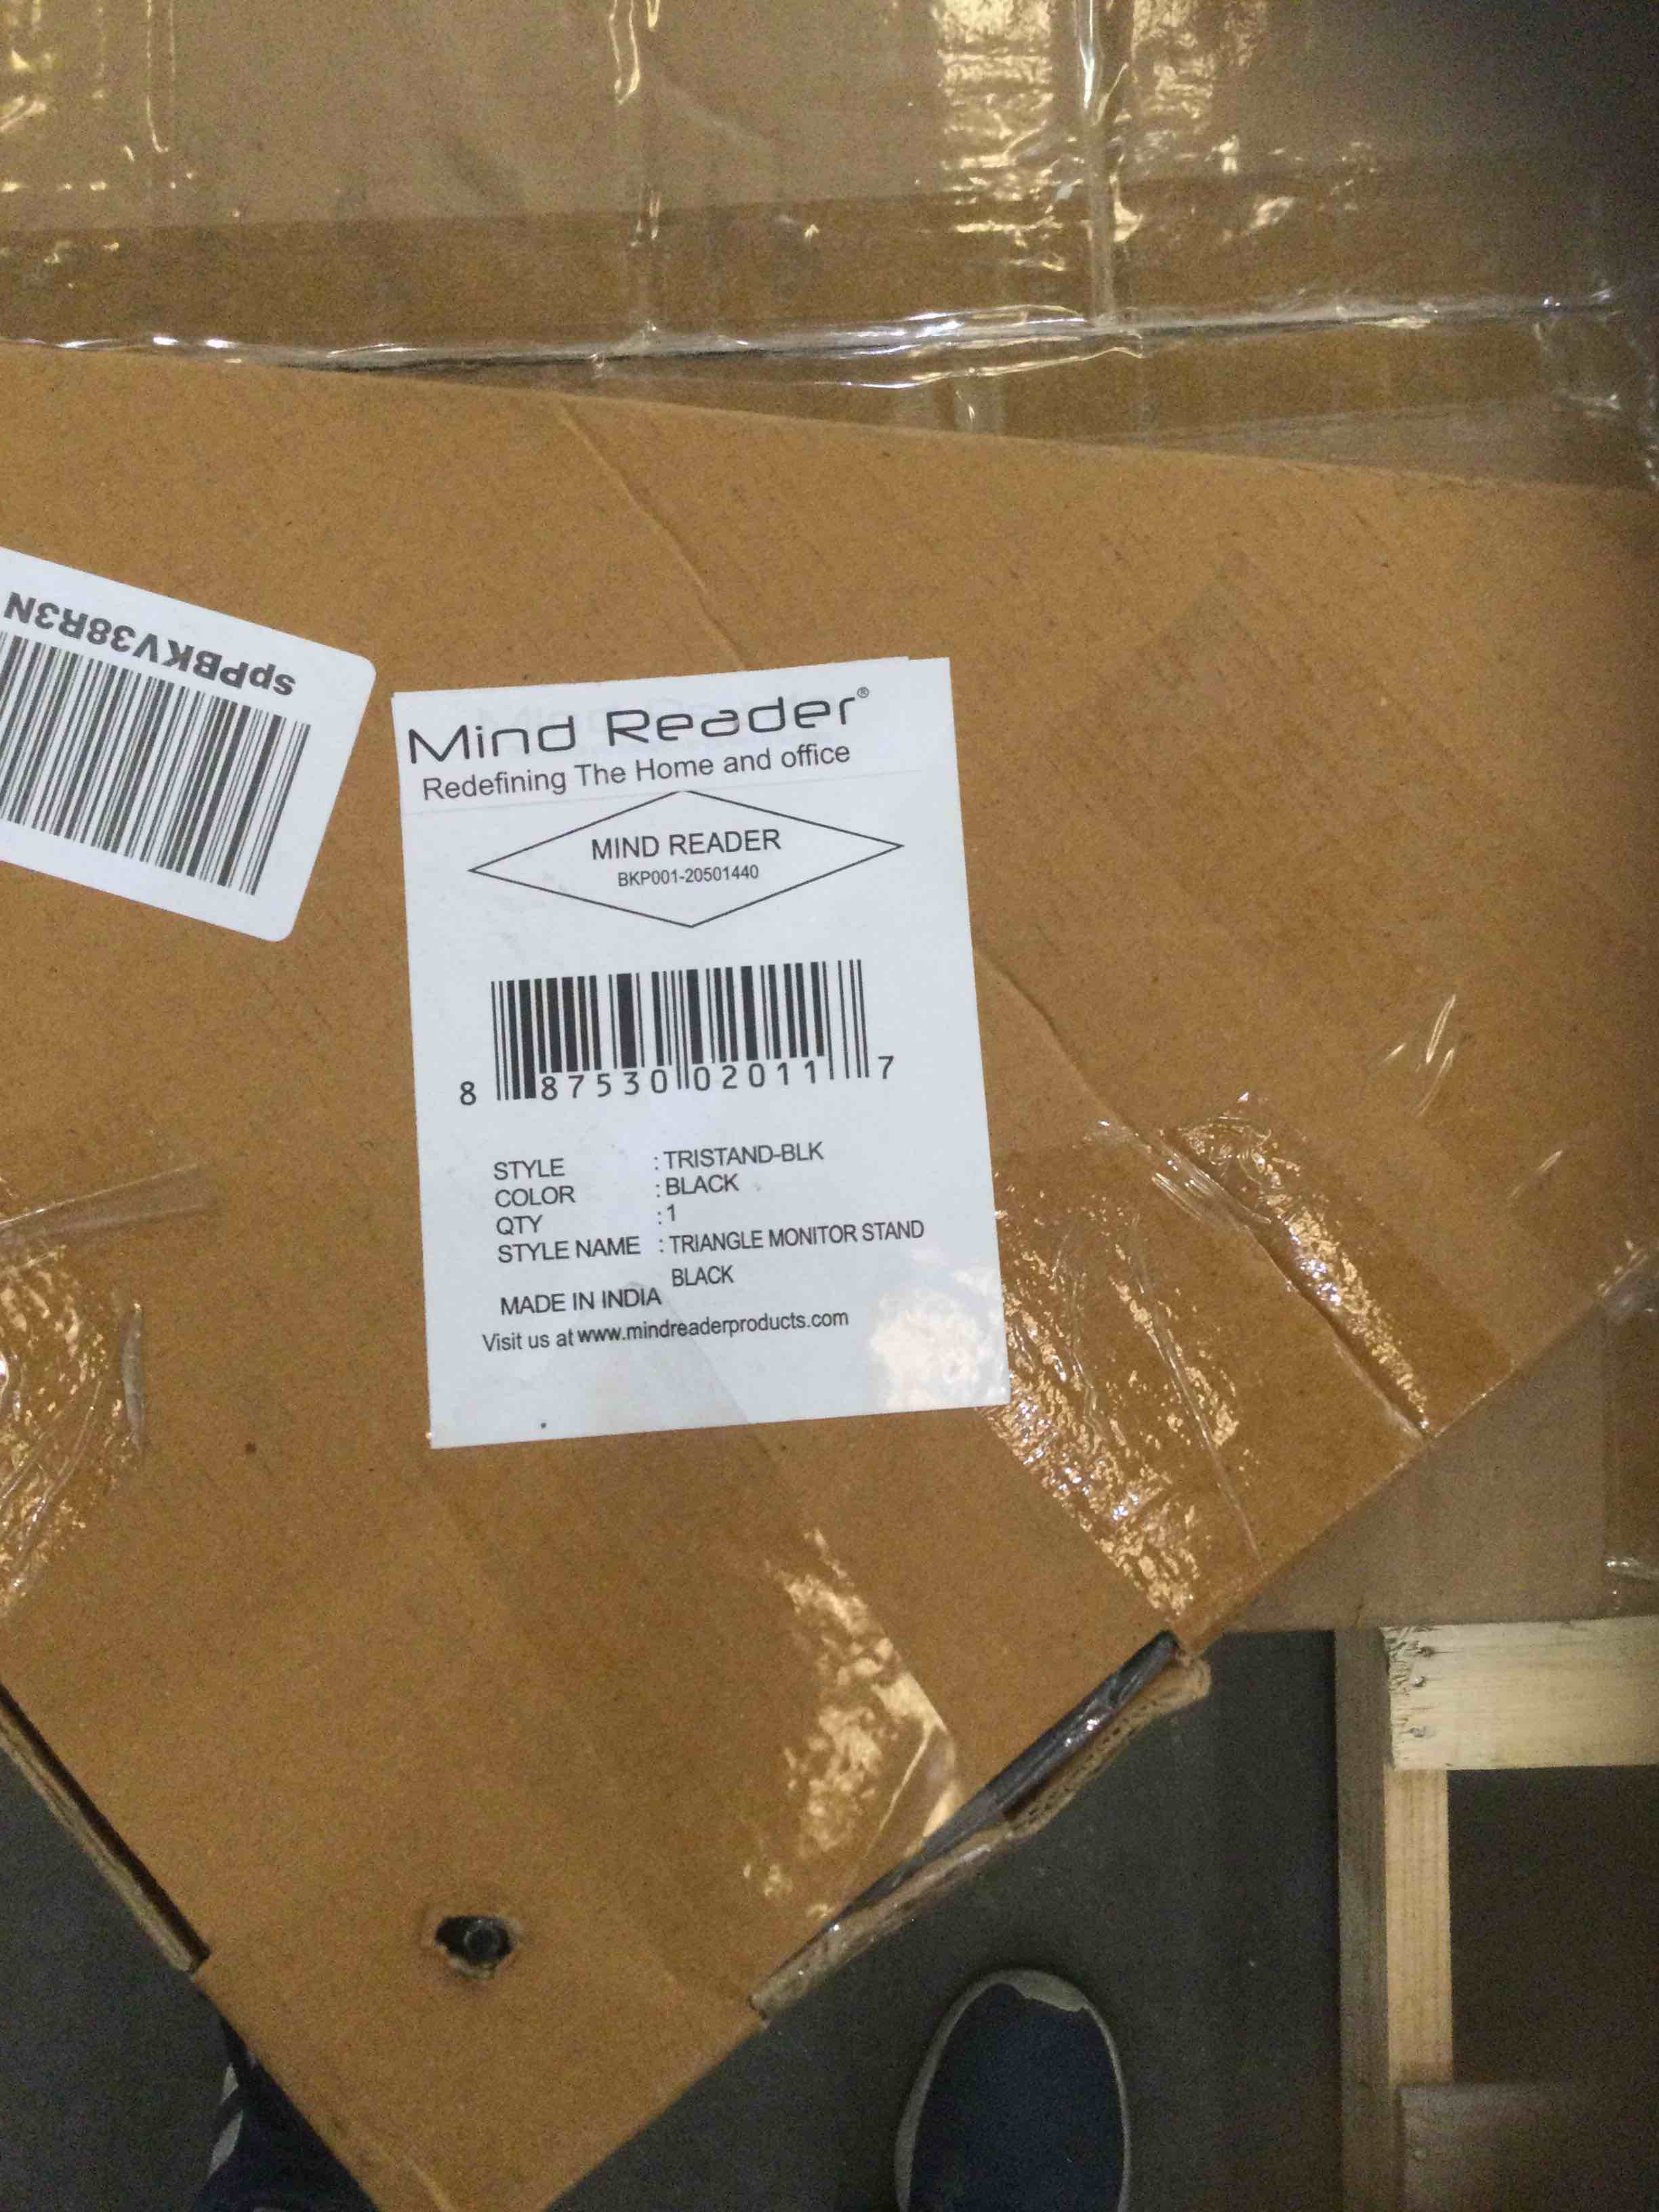 spPBKV38R3N
Mind Reader®
Redefining The Home and office
MIND READER
BKP001-20501440
8 87530 02011 7
STYLE : TRISTAND-BLK
COLOR : BLACK
QTY : 1
STYLE NAME : TRIANGLE MONITOR STAND
BLACK
MADE IN INDIA
Visit us at www.mindreaderproducts.com